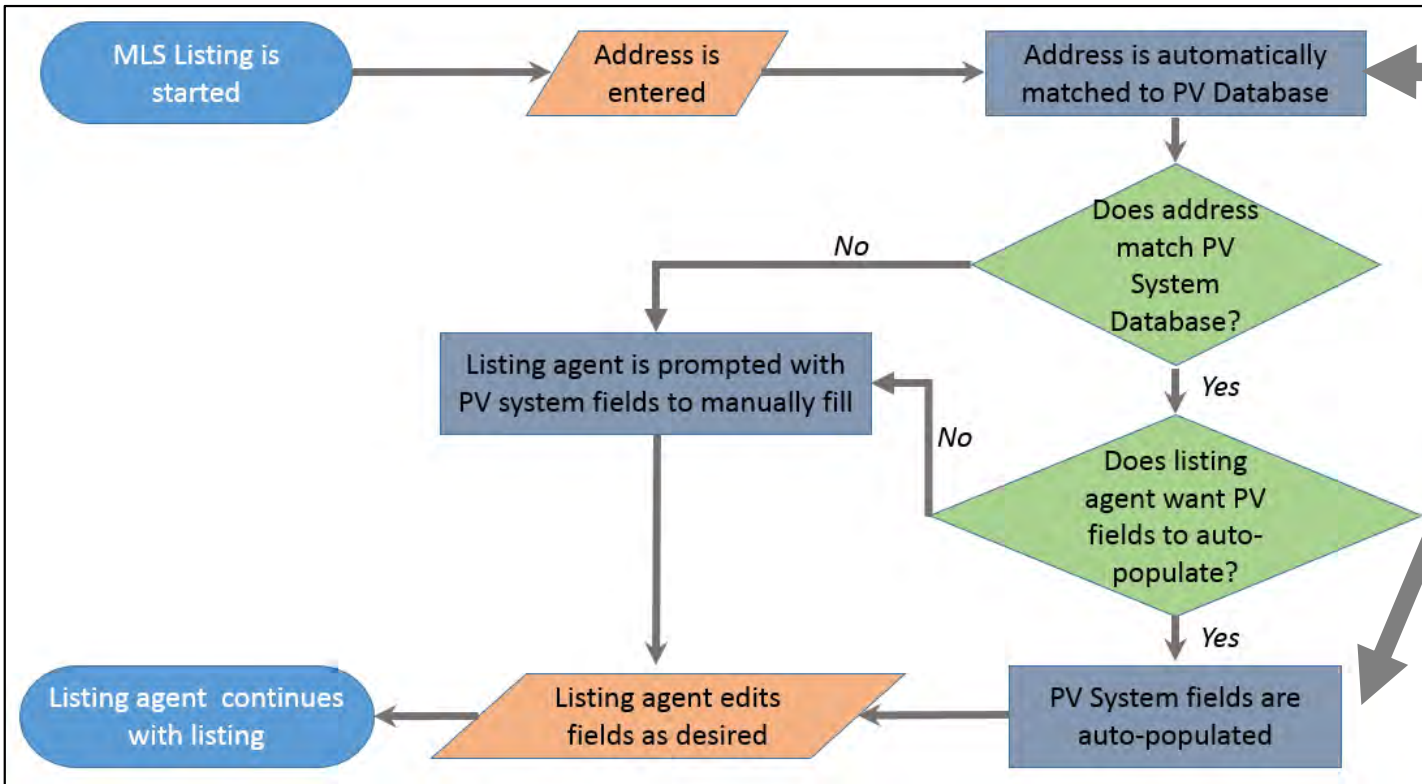 MLS Listing is
started
Address is
entered
Address is automatically
matched to PV Database
Does address
match PV
System
Database?
No
Yes
Listing agent is prompted with
PV system fields to manually fill
No
Does listing
agent want PV
fields to auto-
populate?
Yes
PV System fields are
auto-populated
Listing agent edits
fields as desired
Listing agent  continues
with listing